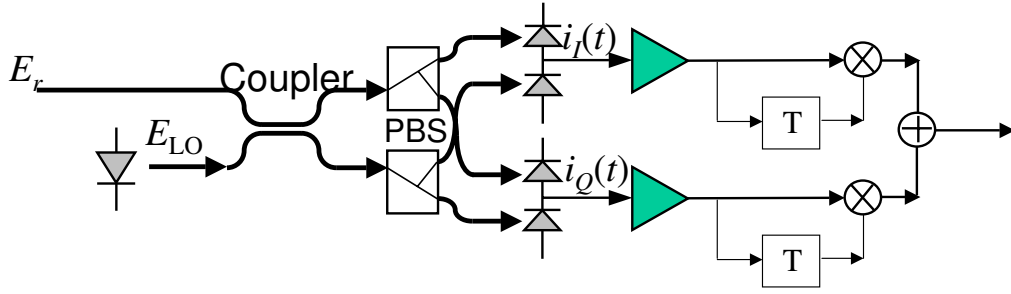 E_r
Coupler
E_LO
PBS
i_I(t)
T
i_Q(t)
T